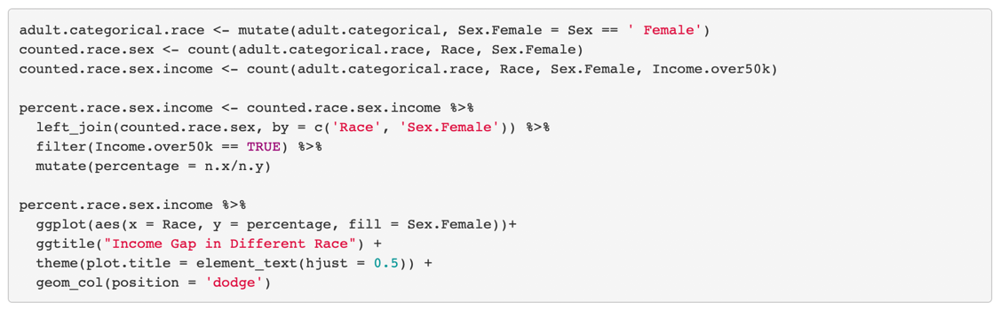 adult.categorical.race <- mutate(adult.categorical, Sex.Female = Sex == ' Female')
counted.race.sex <- count(adult.categorical.race, Race, Sex.Female)
counted.race.sex.income <- count(adult.categorical.race, Race, Sex.Female, Income.over50k)

percent.race.sex.income <- counted.race.sex.income %>%
  left_join(counted.race.sex, by = c('Race', 'Sex.Female')) %>%
  filter(Income.over50k == TRUE) %>%
  mutate(percentage = n.x/n.y)

percent.race.sex.income %>%
  ggplot(aes(x = Race, y = percentage, fill = Sex.Female))+
  ggtitle("Income Gap in Different Race") +
  theme(plot.title = element_text(hjust = 0.5)) +
  geom_col(position = 'dodge')